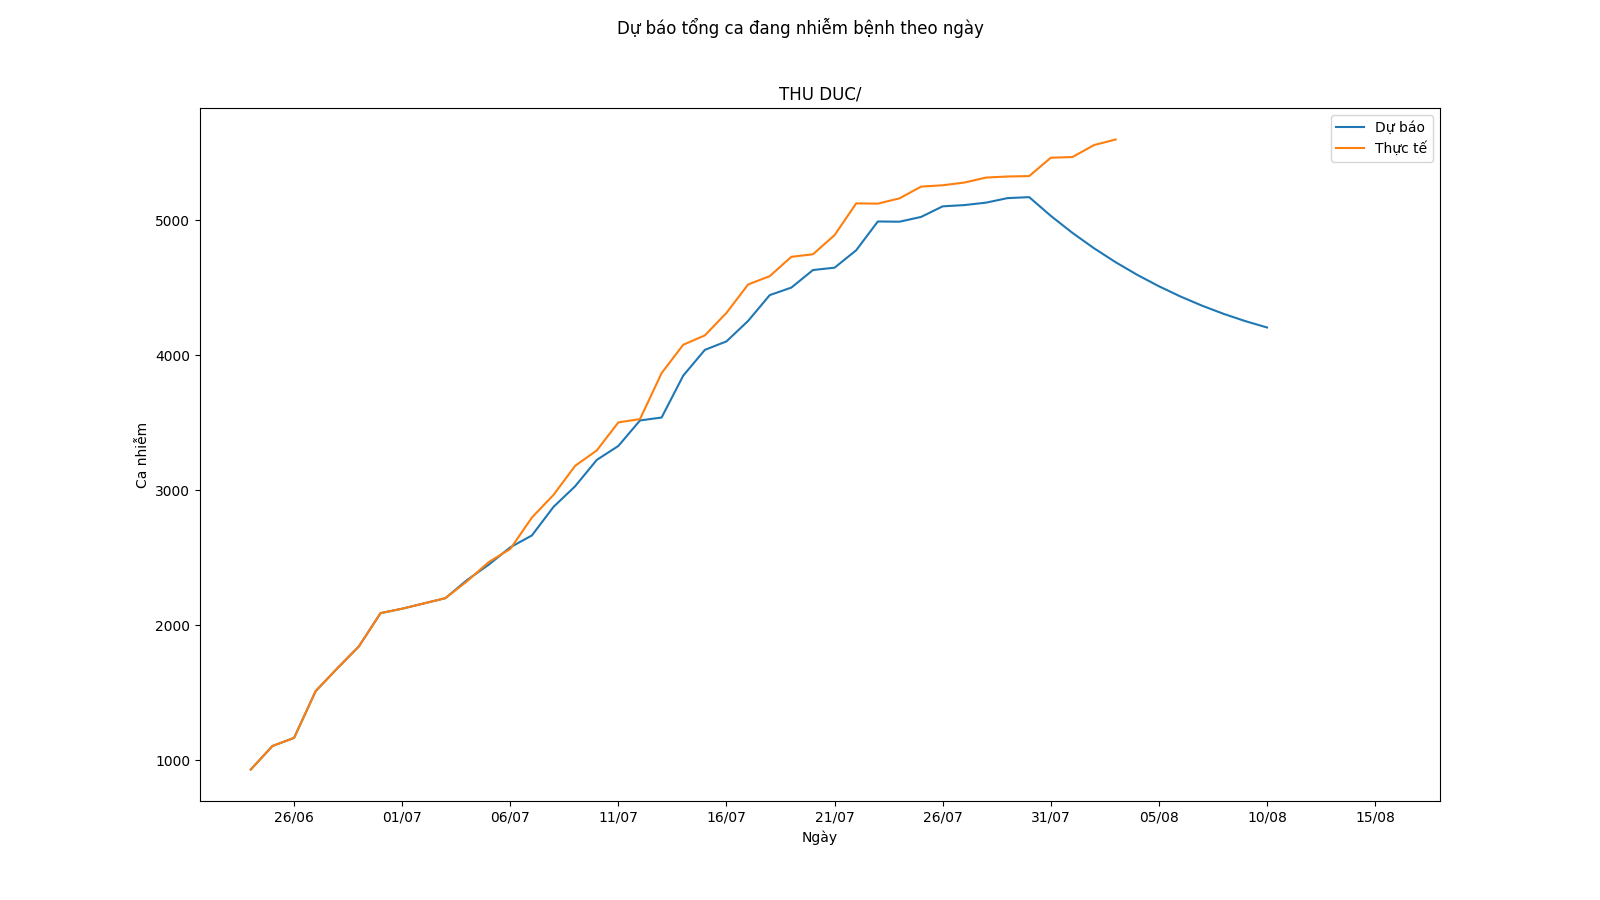 Dự báo tổng ca đang nhiễm bệnh theo ngày
THU DUC/
Dự báo
Thực tế
5000
4000
3000
2000
1000
Ca nhiễm
26/06 01/07 06/07 11/07 16/07 21/07 26/07 31/07 05/08 10/08 15/08
Ngày